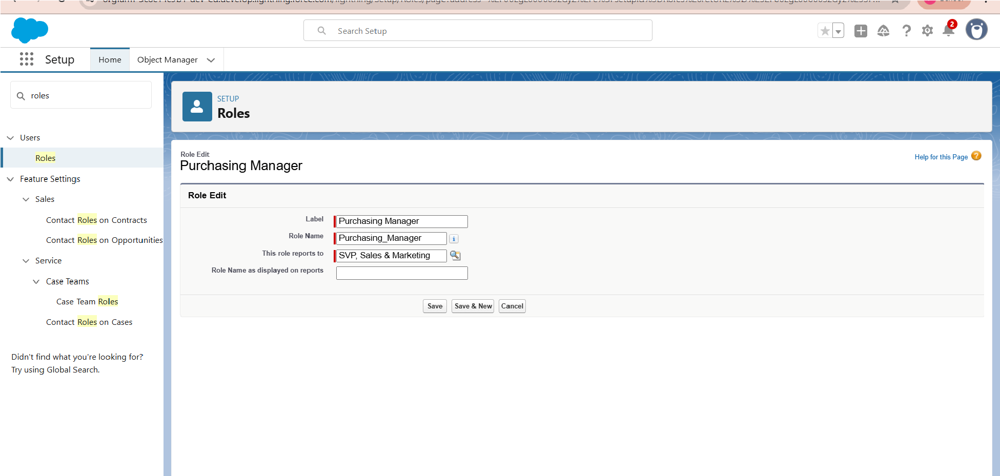 Search Setup
2
Setup
Home
Object Manager
roles
Users
Roles
Feature Settings
Sales
Contact Roles on Contracts
Contact Roles on Opportunities
Service
Case Teams
Case Team Roles
Contact Roles on Cases
Didn't find what you're looking for?
Try using Global Search.
SETUP
Roles
Role Edit
Purchasing Manager
Help for this Page
Role Edit
Label
Purchasing Manager
Role Name
Purchasing_Manager
This role reports to
SVP, Sales & Marketing
Role Name as displayed on reports
Save
Save & New
Cancel